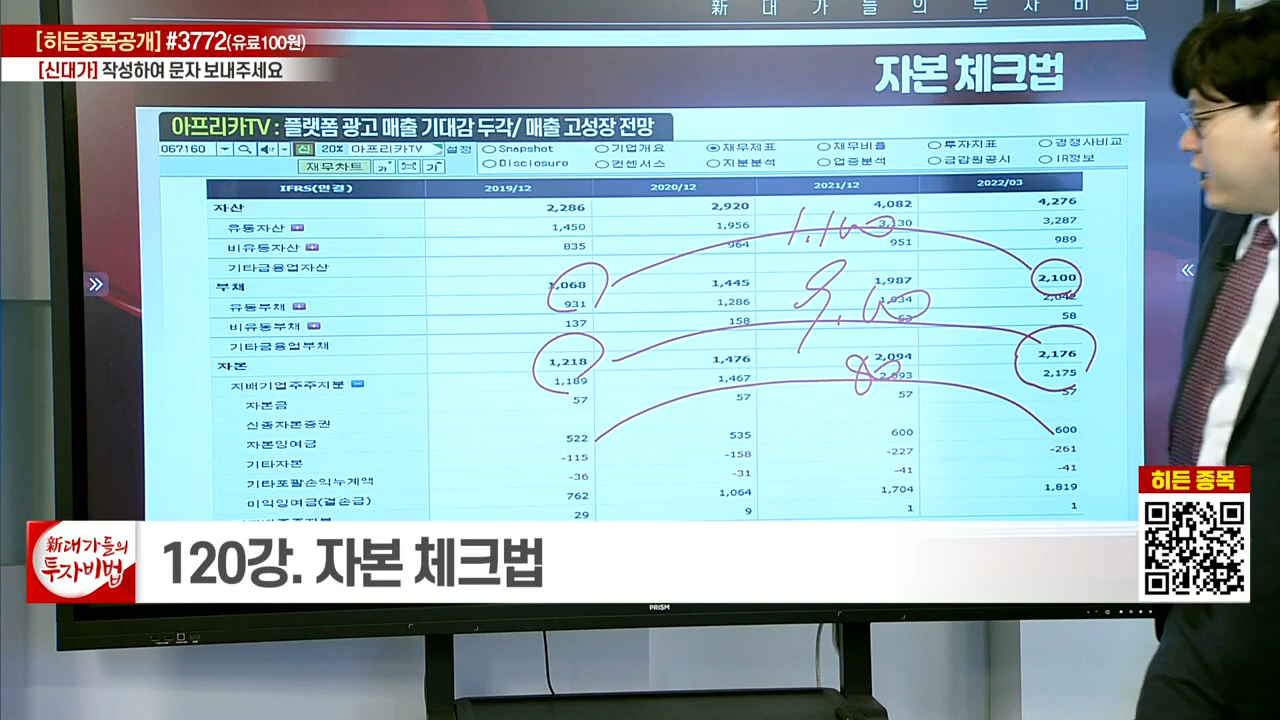 新 대 가 들 의 투 자 비 법
[히든종목공개] #3772(유료100원)
[신대가] 작성하여 문자 보내주세요
자본 체크법
아프리카TV : 플랫폼 광고 매출 기대감 두각/ 매출 고성장 전망
067160 신 20% 아프리카TV 설정 Snapshot 기업개요 재무제표 재무비율 투자지표 경쟁사비교
재무차트 가 가 Disclosure 컨센서스 지분분석 업종분석 금감원공시 IR정보
IFRS(연결) 2019/12 2020/12 2021/12 2022/03
자산 2,286 2,920 4,082 4,276
유동자산 1,450 1,956 3,130 3,287
비유동자산 835 964 951 989
기타금융업자산
부채 1,068 1,445 1,987 2,100
유동부채 931 1,286 1,934 2,042
비유동부채 137 158 53 58
기타금융업부채
자본 1,218 1,476 2,094 2,176
지배기업주주지분 1,189 1,467 2,093 2,175
자본금 57 57 57 57
신종자본증권
자본잉여금 522 535 600 600
기타자본 -115 -158 -227 -261
기타포괄손익누계액 -36 -31 -41 -41
이익잉여금(결손금) 762 1,064 1,704 1,819
29 9 1 1
1,100
80
히든 종목
新대가들의
투자비법
120강. 자본 체크법
PRISM